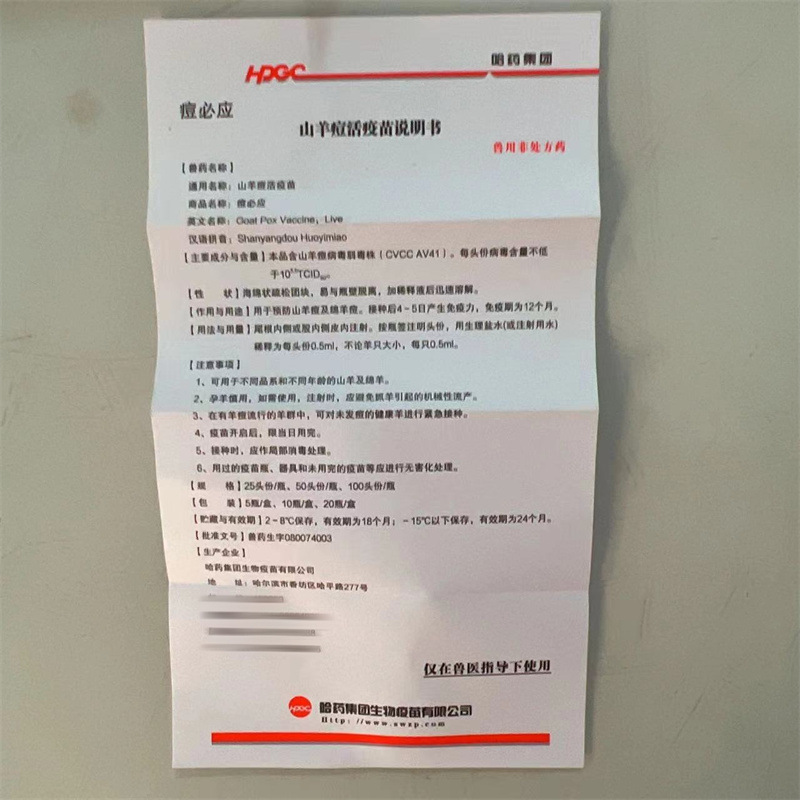 HPGC
哈药集团
痘必应
山羊痘活疫苗说明书
兽用非处方药
【兽药名称】
通用名称：山羊痘活疫苗
商品名称：痘必应
英文名称：Goat Pox Vaccine，Live
汉语拼音：Shanyangdou Huoyimiao
【主要成分与含量】本品含山羊痘病毒弱毒株（CVCC AV41）。每头份病毒含量不低
于10³·⁵TCID₅₀。
【性 状】海绵状疏松团块，易与瓶壁脱离，加稀释液后迅速溶解。
【作用与用途】用于预防山羊痘及绵羊痘。接种后4-5日产生免疫力，免疫期为12个月。
【用法与用量】尾根内侧或股内侧皮内注射。按瓶签注明头份，用生理盐水(或注射用水)
稀释为每头份0.5ml，不论羊只大小，每只0.5ml。
【注意事项】
1、可用于不同品系和不同年龄的山羊及绵羊。
2、孕羊慎用，如需使用，注射时，应避免抓羊引起的机械性流产。
3、在有羊痘流行的羊群中，可对未发痘的健康羊进行紧急接种。
4、疫苗开启后，限当日用完。
5、接种时，应作局部消毒处理。
6、用过的疫苗瓶、器具和未用完的疫苗等应进行无害化处理。
【规 格】25头份/瓶、50头份/瓶、100头份/瓶
【包 装】5瓶/盒、10瓶/盒、20瓶/盒
【贮藏与有效期】2-8℃保存，有效期为18个月；-15℃以下保存，有效期为24个月。
【批准文号】兽药生字080074003
【生产企业】
哈药集团生物疫苗有限公司
地 址：哈尔滨市香坊区哈平路277号
仅在兽医指导下使用
HPGC 哈药集团生物疫苗有限公司
Http://www.swzp.com